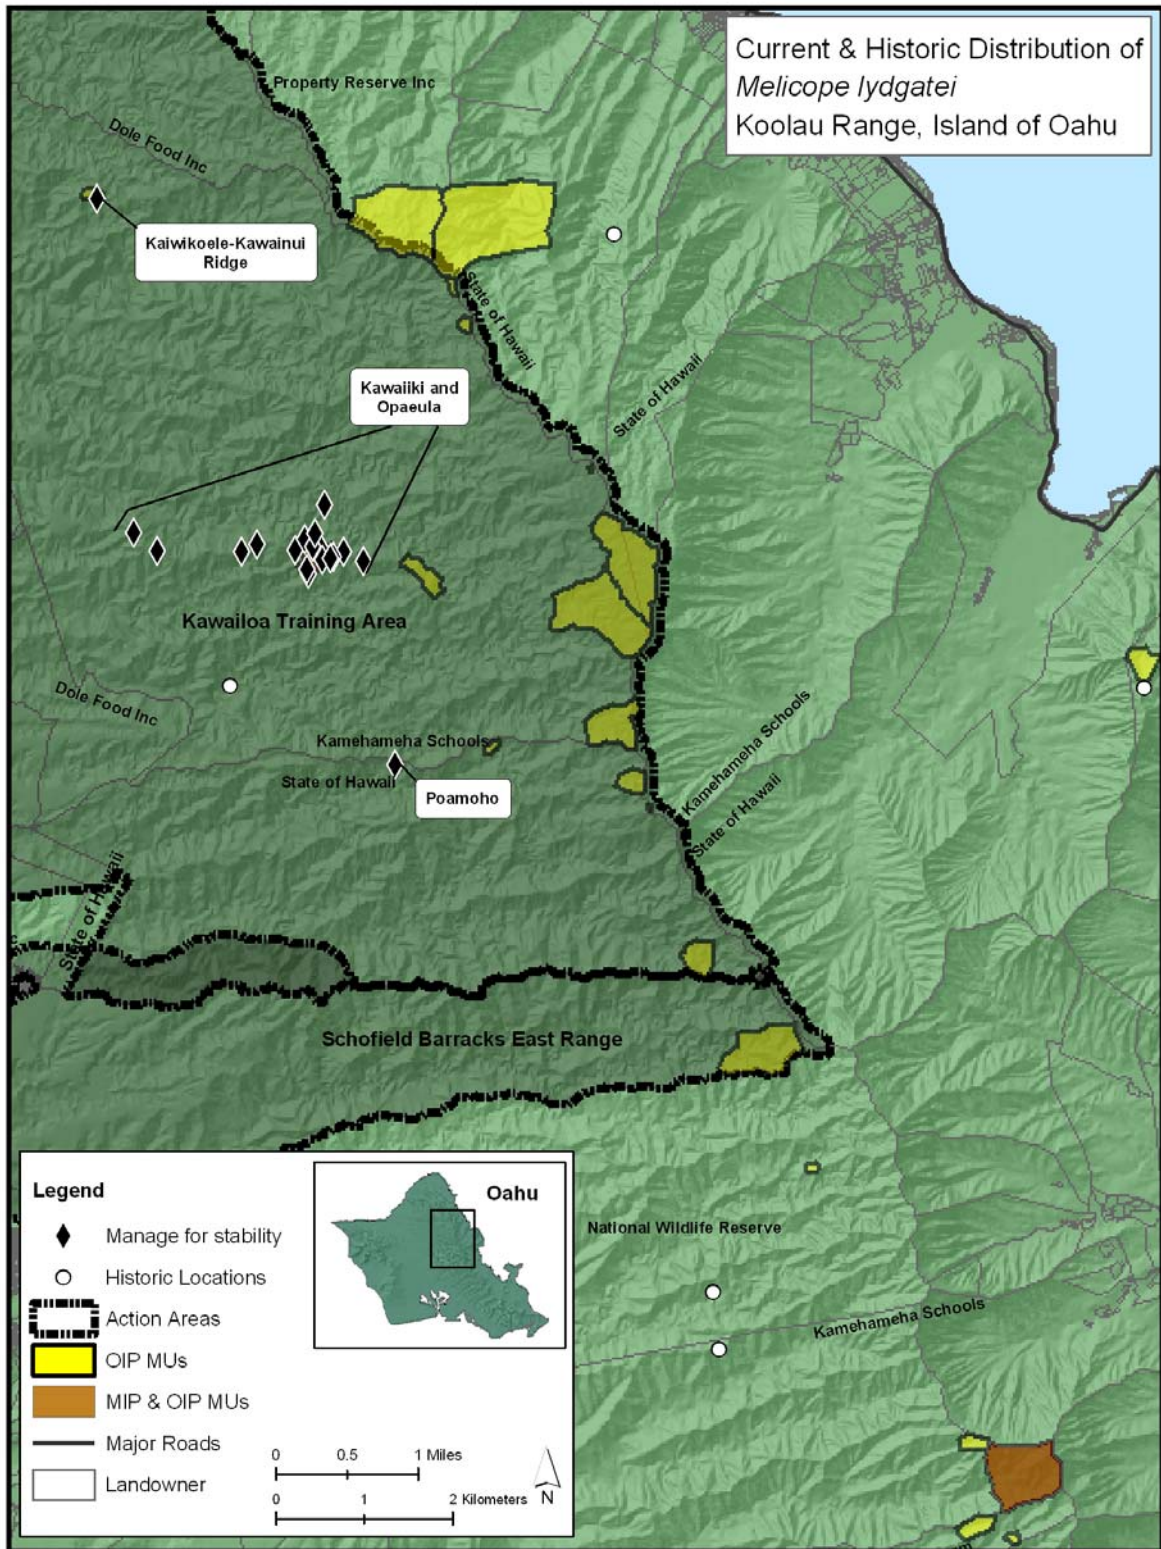 Current & Historic Distribution of
Melicope lydgatei
Koolau Range, Island of Oahu
Property Reserve Inc
Dole Food Inc
Kaiwikoele-Kawainui
Ridge
State of Hawaii
State of Hawaii
Kawaiiki and
Opaeula
Kawailoa Training Area
Dole Food Inc
Kamehameha Schools
State of Hawaii
Poamoho
Kamehameha Schools
State of Hawaii
State of Hawaii
Schofield Barracks East Range
National Wildlife Reserve
Kamehameha Schools
Legend
Manage for stability
Historic Locations
Action Areas
OIP MUs
MIP & OIP MUs
Major Roads
Landowner
Oahu
0 0.5 1 Miles
0 1 2 Kilometers
N